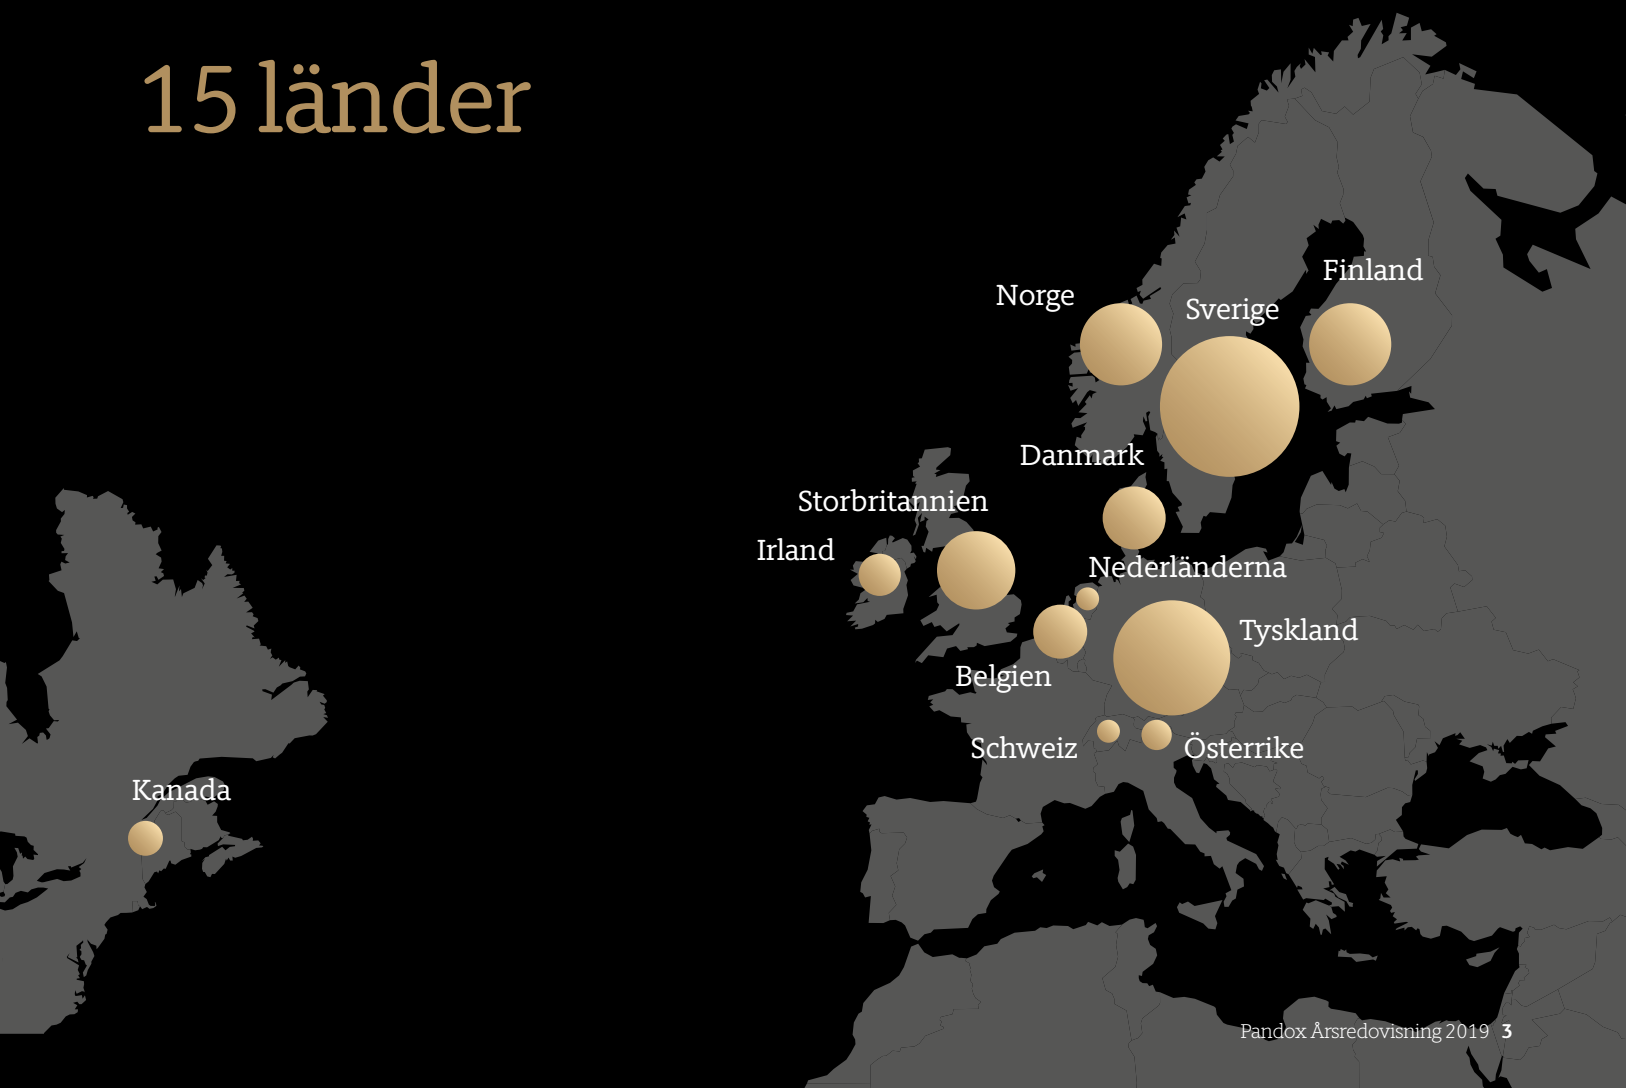 15 länder
Finland
Norge
Sverige
Danmark
Storbritannien
Irland
Nederländerna
Tyskland
Belgien
Schweiz
Österrike
Kanada
Pandox Årsredovisning 2019 3